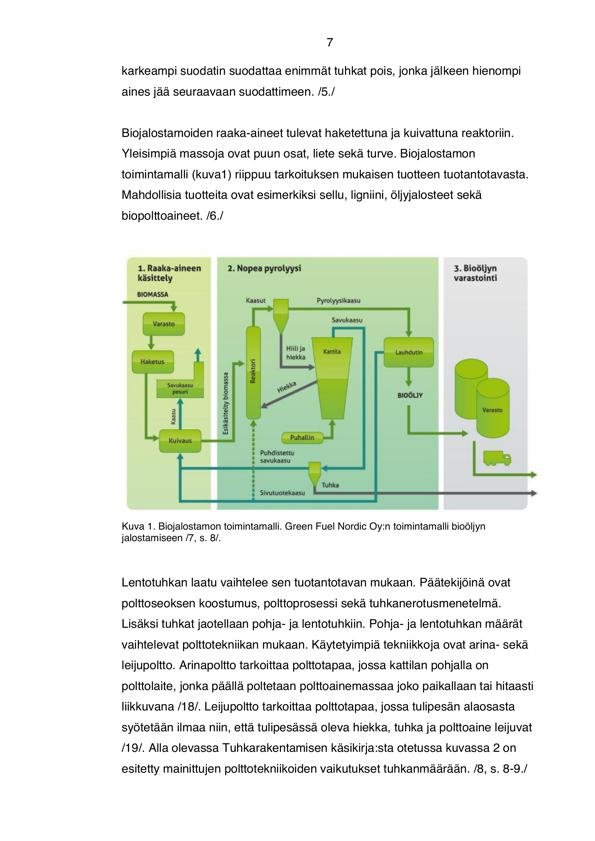 7
karkeampi suodatin suodattaa enimmät tuhkat pois, jonka jälkeen hienompi
aines jää seuraavaan suodattimeen. /5./
Biojalostamoiden raaka-aineet tulevat haketettuna ja kuivattuna reaktoriin.
Yleisimpiä massoja ovat puun osat, liete sekä turve. Biojalostamon
toimintamalli (kuva1) riippuu tarkoituksen mukaisen tuotteen tuotantotavasta.
Mahdollisia tuotteita ovat esimerkiksi sellu, ligniini, öljyjalosteet sekä
biopolttoaineet. /6./
1. Raaka-aineen
käsittely
BIOMASSA
Varasto
Haketus
Savukaasu
pesuri
Kaasu
Kuivaus
2. Nopea pyrolyysi
Esikäsitelty biomassa
Kaasut
Reaktori
Pyrolyysikaasu
Savukaasu
Hiili ja
hiekka
Kattila
Hiekka
Lauhdutin
BIOÖLJY
Puhallin
Puhdistettu
savukaasu
Tuhka
Sivutuotekaasu
3. Bioöljyn
varastointi
Varasto
Kuva 1. Biojalostamon toimintamalli. Green Fuel Nordic Oy:n toimintamalli bioöljyn
jalostamiseen /7, s. 8/.
Lentotuhkan laatu vaihtelee sen tuotantotavan mukaan. Päätekijöinä ovat
polttoseoksen koostumus, polttoprosessi sekä tuhkanerotusmenetelmä.
Lisäksi tuhkat jaotellaan pohja- ja lentotuhkiin. Pohja- ja lentotuhkan määrät
vaihtelevat polttotekniikan mukaan. Käytetyimpiä tekniikkoja ovat arina- sekä
leijupoltto. Arinapoltto tarkoittaa polttotapaa, jossa kattilan pohjalla on
polttolaite, jonka päällä poltetaan polttoainemassaa joko paikallaan tai hitaasti
liikkuvana /18/. Leijupoltto tarkoittaa polttotapaa, jossa tulipesän alaosasta
syötetään ilmaa niin, että tulipesässä oleva hiekka, tuhka ja polttoaine leijuvat
/19/. Alla olevassa Tuhkarakentamisen käsikirja:sta otetussa kuvassa 2 on
esitetty mainittujen polttotekniikoiden vaikutukset tuhkanmäärään. /8, s. 8-9./